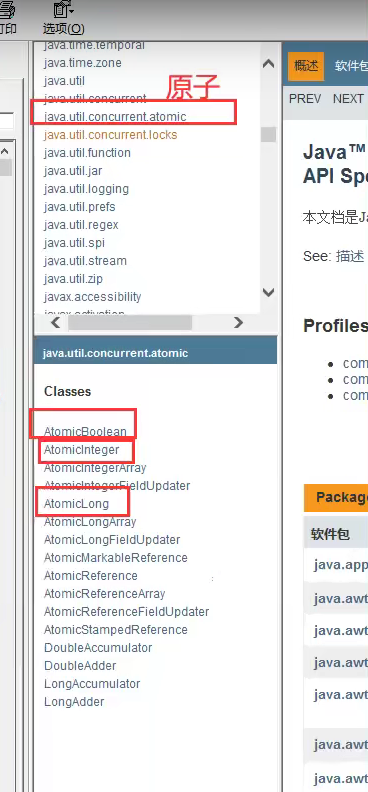 打印
选项(O)
java.time.temporal
java.time.zone
java.util
java.util.concurrent
原子
java.util.concurrent.atomic
java.util.concurrent.locks
java.util.function
java.util.jar
java.util.logging
java.util.prefs
java.util.regex
java.util.spi
java.util.stream
java.util.zip
javax.accessibility
javax.activation
java.util.concurrent.atomic
Classes
AtomicBoolean
AtomicInteger
AtomicIntegerArray
AtomicIntegerFieldUpdater
AtomicLong
AtomicLongArray
AtomicLongFieldUpdater
AtomicMarkableReference
AtomicReference
AtomicReferenceArray
AtomicReferenceFieldUpdater
AtomicStampedReference
DoubleAccumulator
DoubleAdder
LongAccumulator
LongAdder
概述
软件包
PREV
NEXT
Java™
API Spe
本文档是Ja
See: 描述
Profiles
com
com
com
Package
软件包
java.app
java.awt
java.awt
java.awt
java.awt
java.awt
java.awt